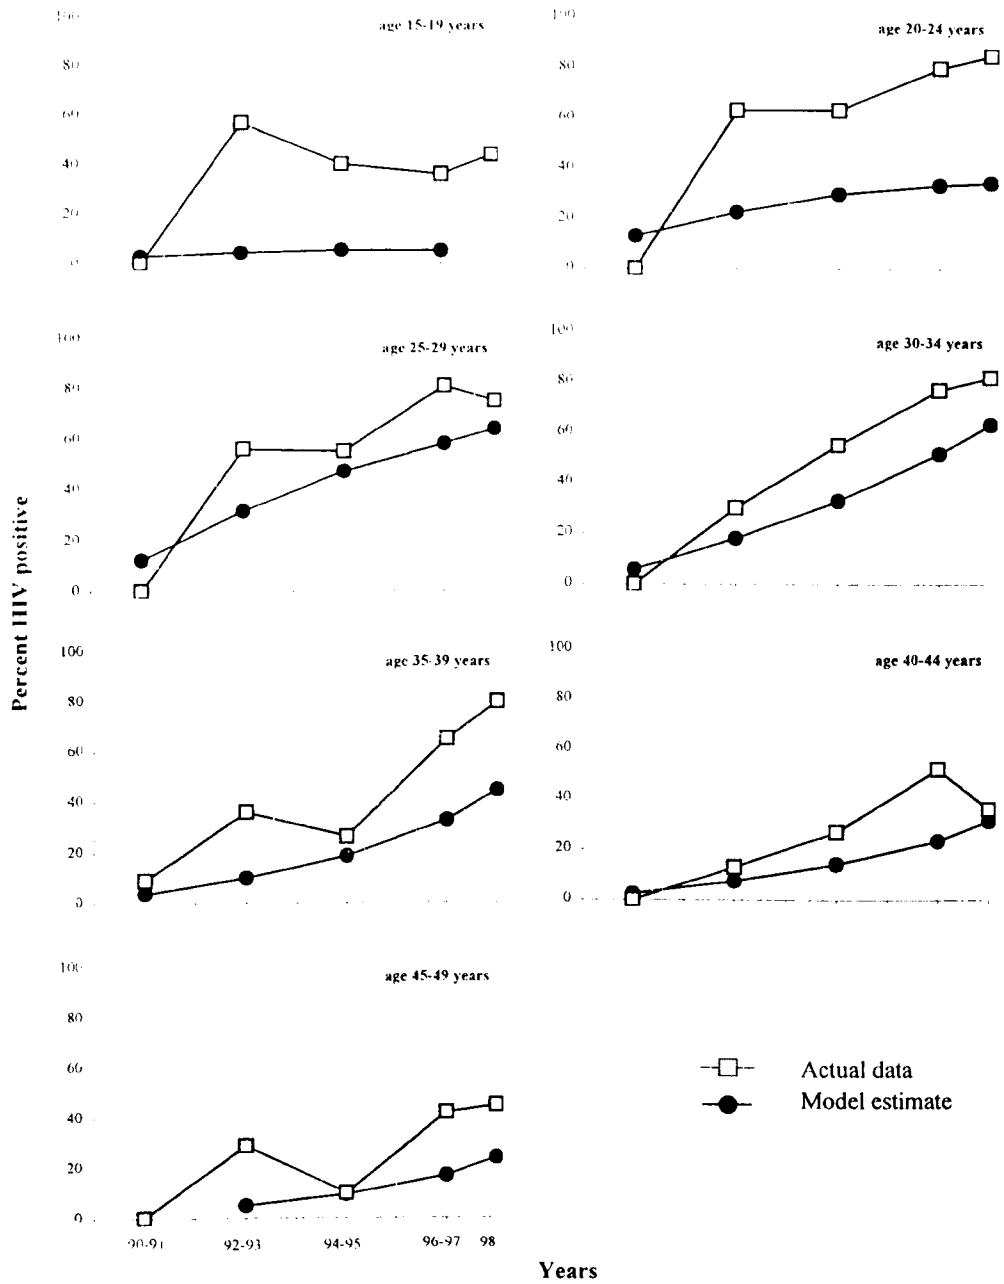 100 age 15-19 years
80
60
40
20
0
100 age 20-24 years
80
60
40
20
0
100 age 25-29 years
80
60
40
20
0
100 age 30-34 years
80
60
40
20
0
100 age 35-39 years
80
60
40
20
0
100 age 40-44 years
80
60
40
20
0
100 age 45-49 years
80
60
40
20
0
90-91 92-93 94-95 96-97 98
Percent HIV positive
Years
Actual data
Model estimate